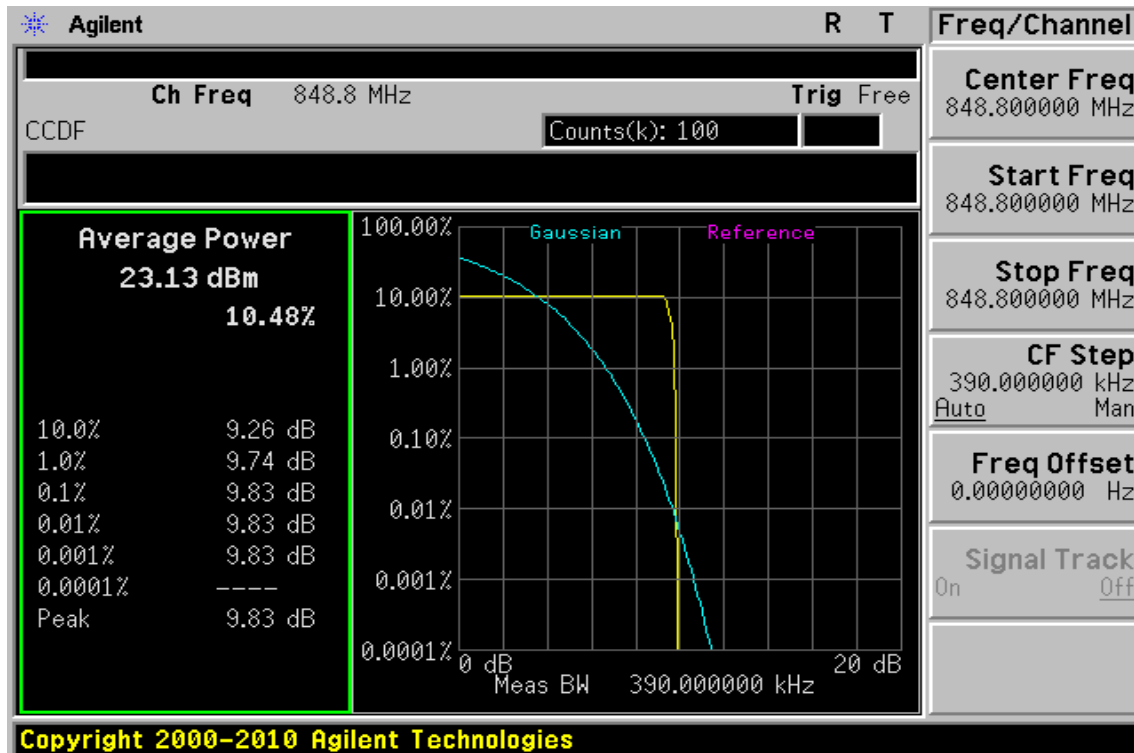 Agilent R T
Ch Freq 848.8 MHz Trig Free
CCDF Counts(k): 100
Average Power
23.13 dBm
10.48%
10.0% 9.26 dB
1.0% 9.74 dB
0.1% 9.83 dB
0.01% 9.83 dB
0.001% 9.83 dB
0.0001% ----
Peak 9.83 dB
Gaussian Reference
100.00%
10.00%
1.00%
0.10%
0.01%
0.001%
0.0001%
0 dB 20 dB
Meas BW 390.000000 kHz
Freq/Channel
Center Freq
848.800000 MHz
Start Freq
848.800000 MHz
Stop Freq
848.800000 MHz
CF Step
390.000000 kHz
Auto Man
Freq Offset
0.00000000 Hz
Signal Track
On Off
Copyright 2000-2010 Agilent Technologies